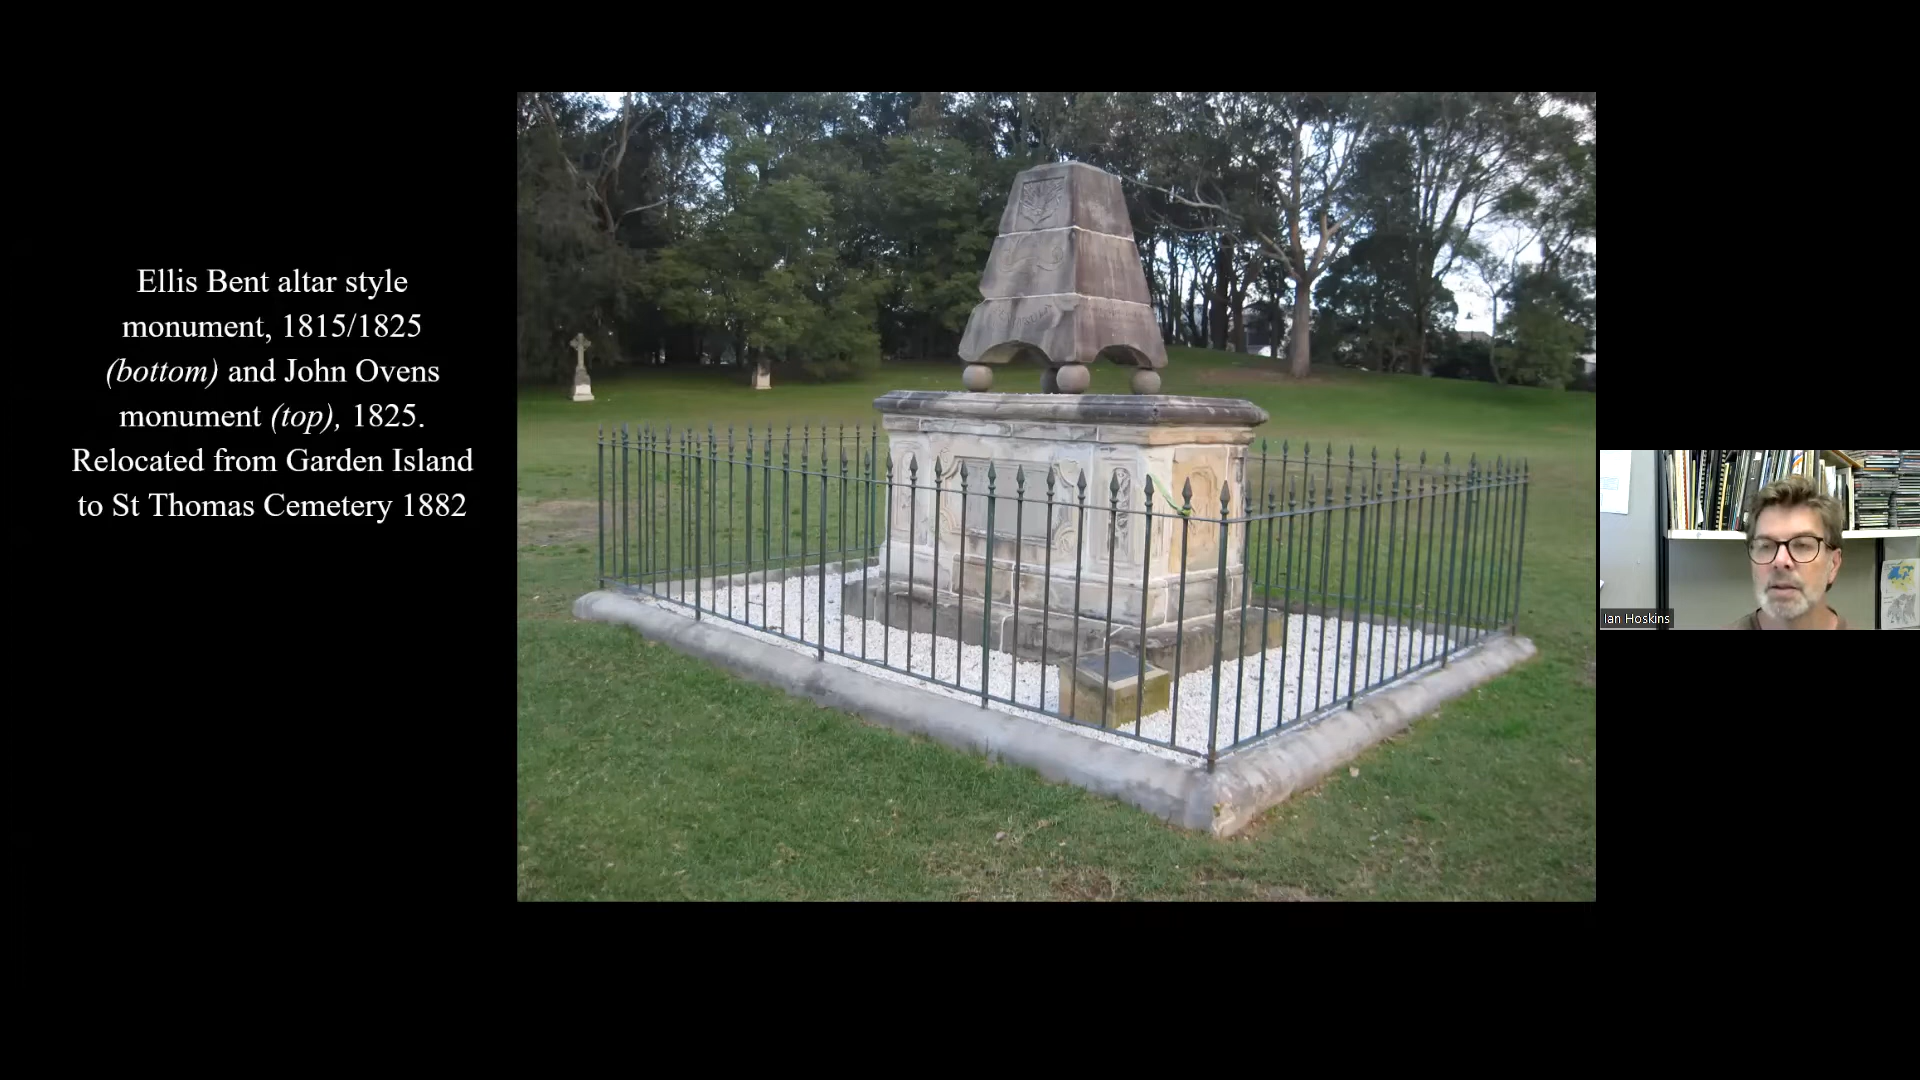 Ellis Bent altar style
monument, 1815/1825
(bottom) and John Ovens
monument (top), 1825.
Relocated from Garden Island
to St Thomas Cemetery 1882
Ian Hoskins